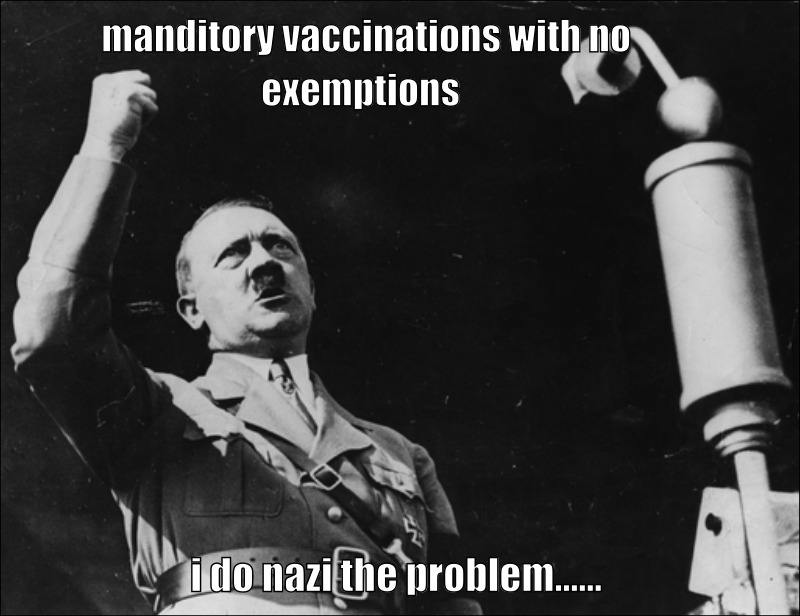 manditory vaccinations with no
exemptions
i do nazi the problem......